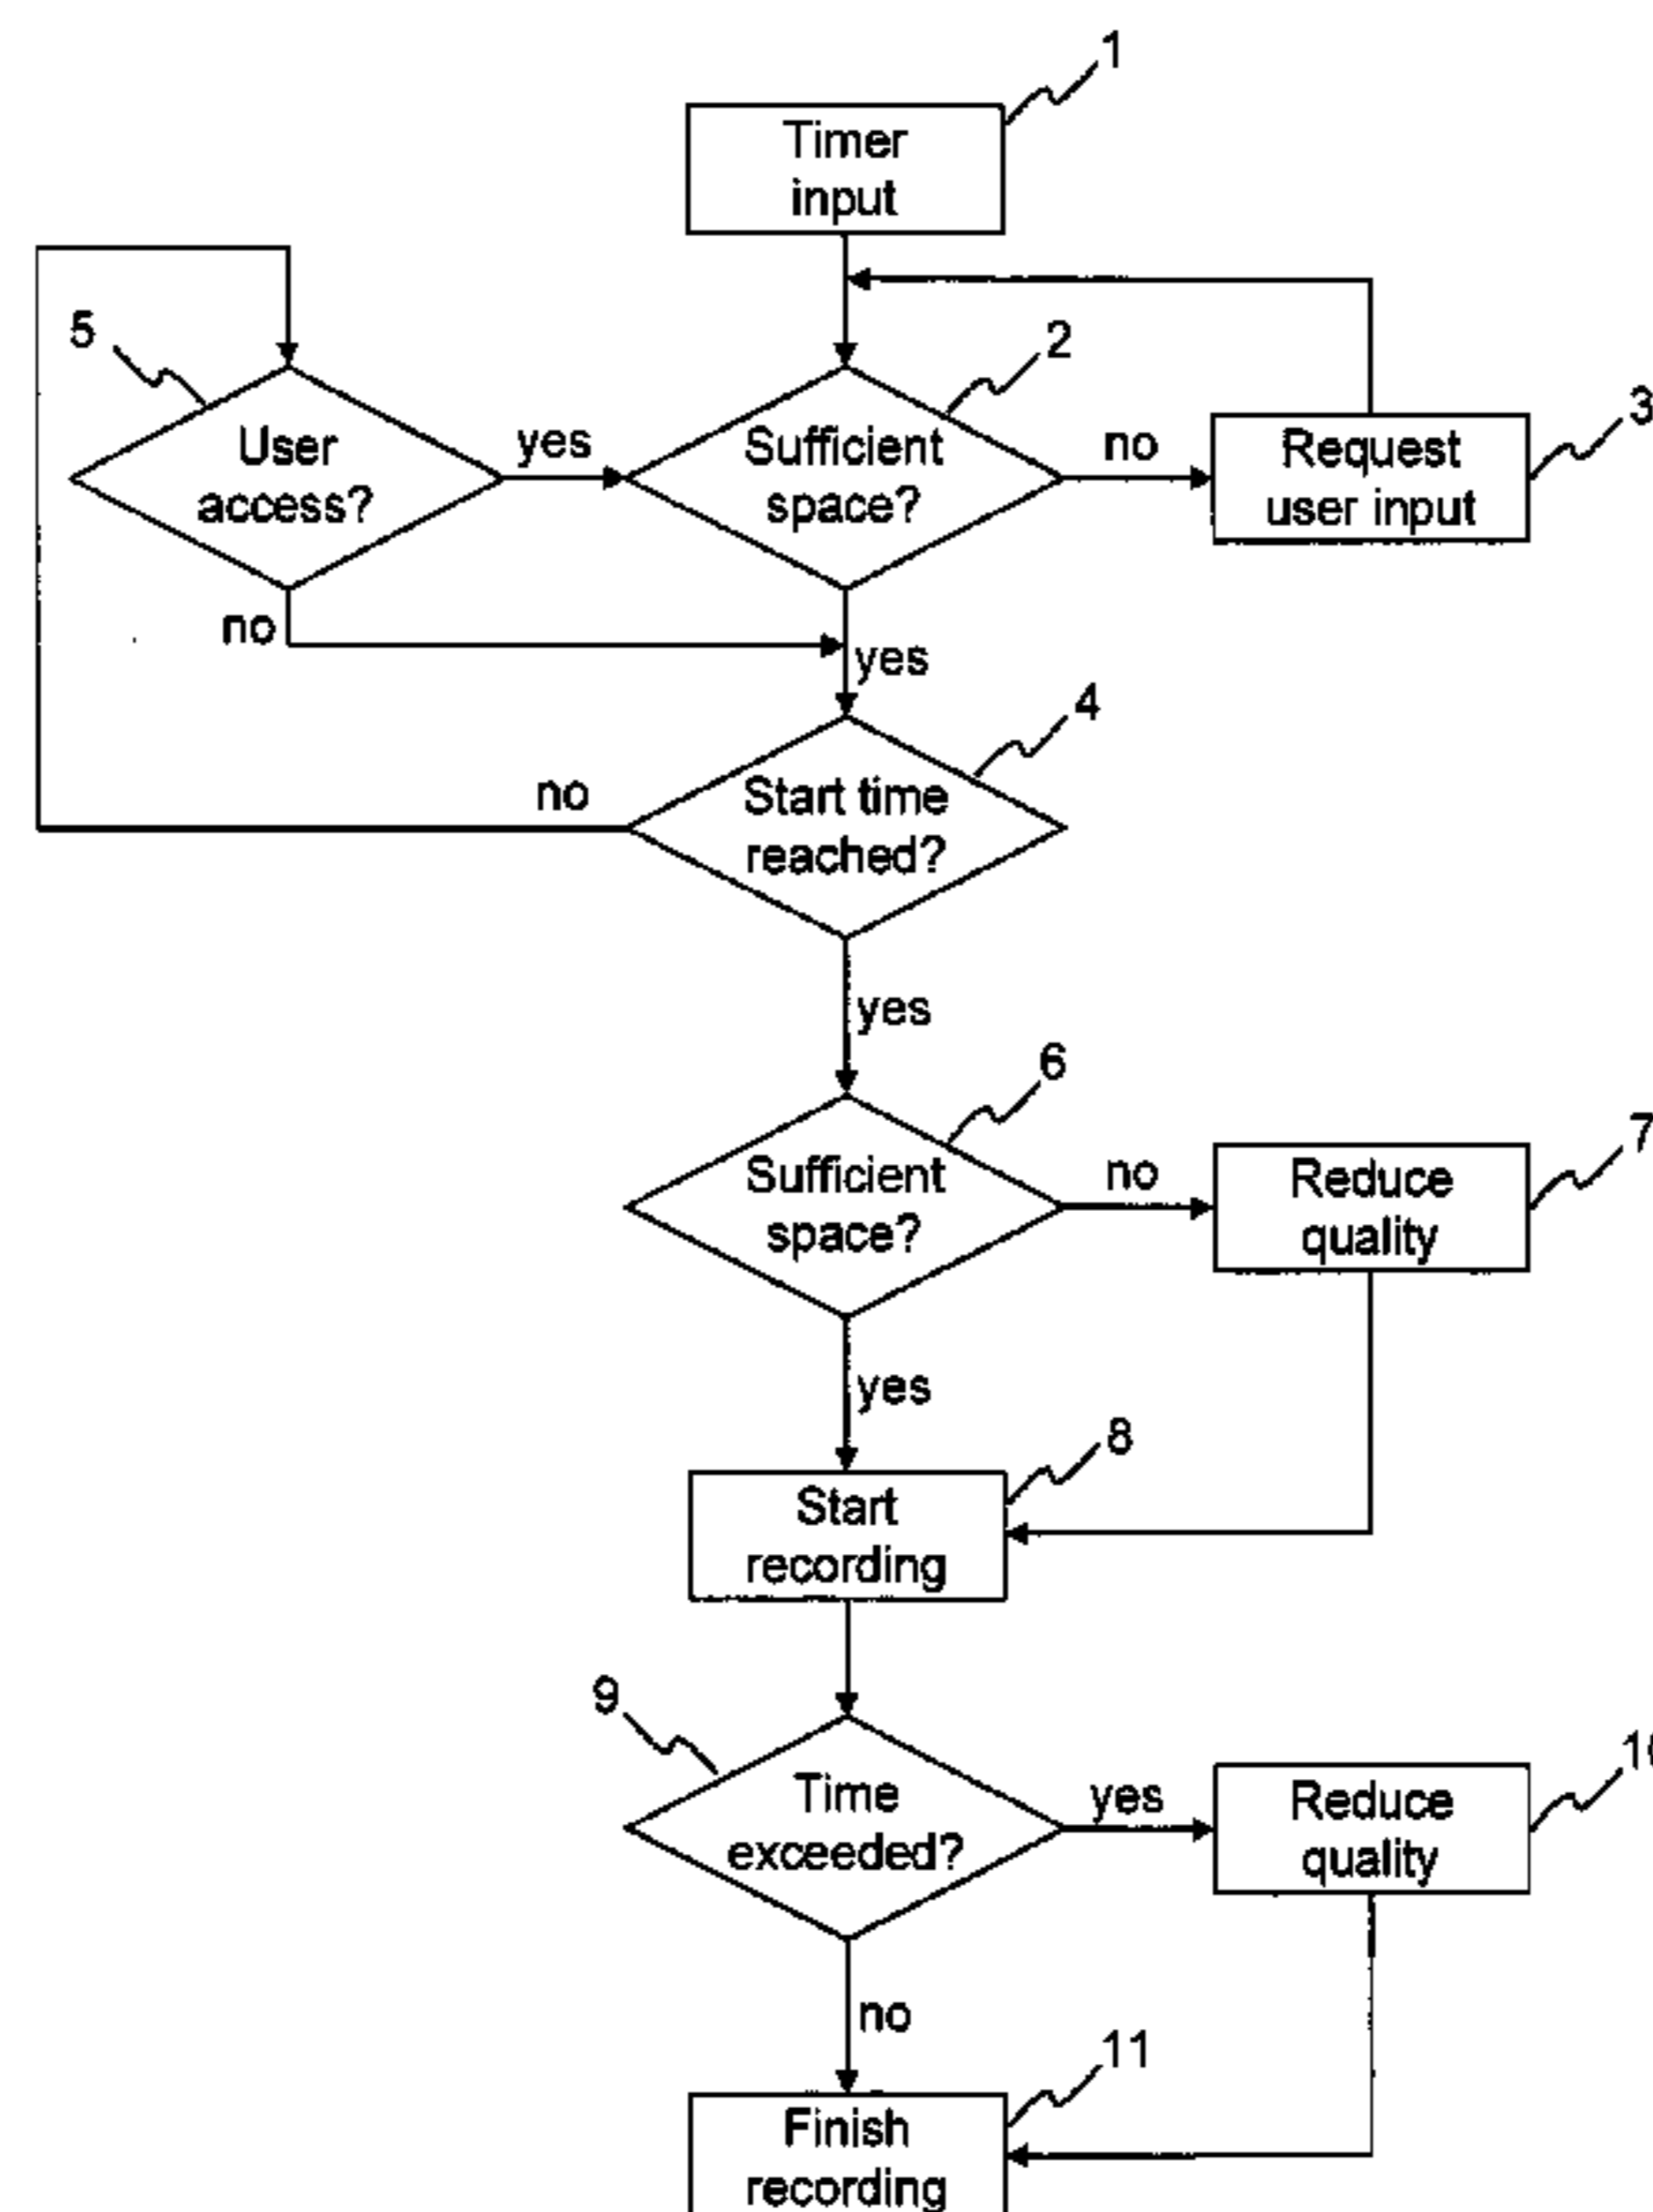 1
Timer
input
5
2
3
User
access?
yes
Sufficient
space?
no
Request
user input
no
yes
4
no
Start time
reached?
yes
6
7
Sufficient
space?
no
Reduce
quality
yes
8
Start
recording
9
10
Time
exceeded?
yes
Reduce
quality
no
11
Finish
recording